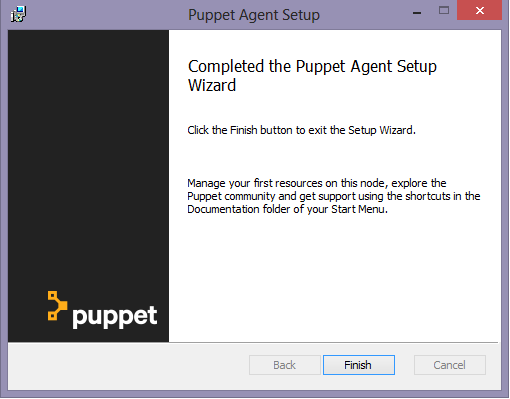 Puppet Agent Setup
Completed the Puppet Agent Setup
Wizard
Click the Finish button to exit the Setup Wizard.
Manage your first resources on this node, explore the
Puppet community and get support using the shortcuts in the
Documentation folder of your Start Menu.
puppet
Back
Finish
Cancel